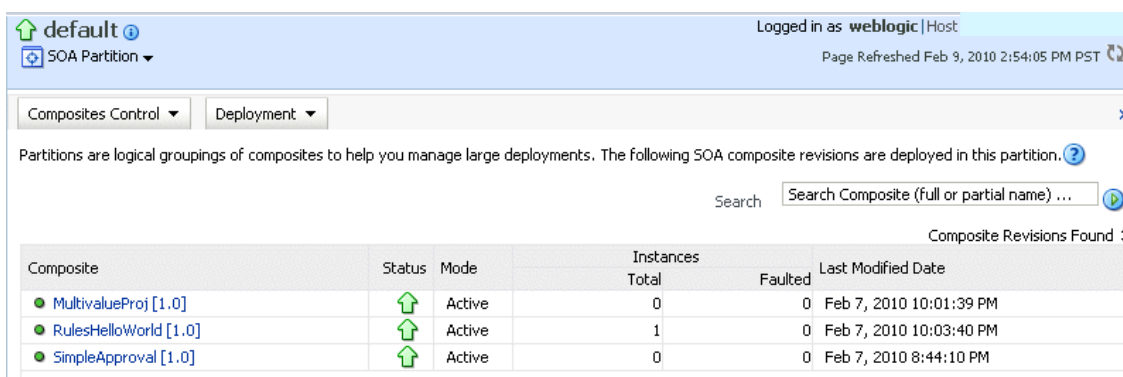 default
Logged in as weblogic|Host
SOA Partition
Page Refreshed Feb 9, 2010 2:54:05 PM PST
Composites Control
Deployment
Partitions are logical groupings of composites to help you manage large deployments. The following SOA composite revisions are deployed in this partition.
Search Search Composite (full or partial name) ...
Composite Revisions Found
Composite Status Mode Instances Last Modified Date
Total Faulted
MultivalueProj [1.0] Active 0 0 Feb 7, 2010 10:01:39 PM
RulesHelloWorld [1.0] Active 1 0 Feb 7, 2010 10:03:40 PM
SimpleApproval [1.0] Active 0 0 Feb 7, 2010 8:44:10 PM